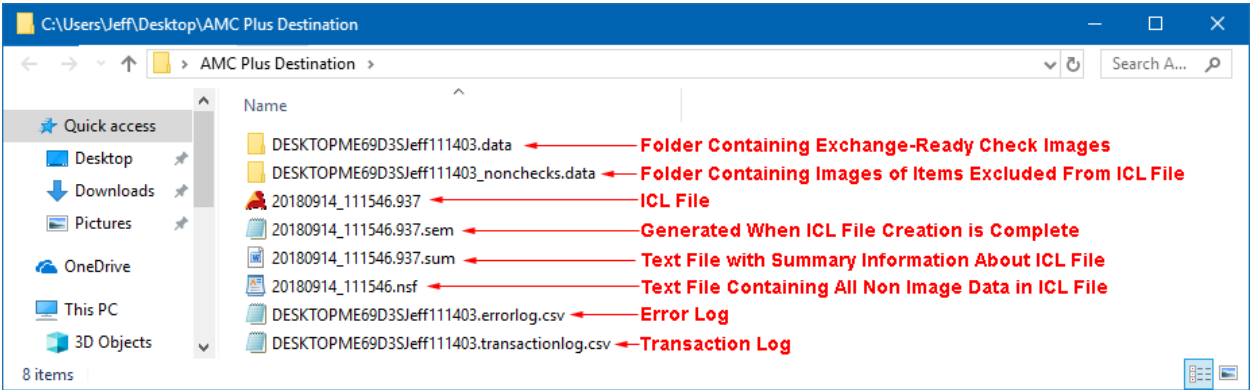 C:\Users\Jeff\Desktop\AMC Plus Destination
AMC Plus Destination
Search A...
Name
Quick access
Desktop
Downloads
Pictures
OneDrive
This PC
3D Objects
DESKTOPME69D3SJeff111403.data Folder Containing Exchange-Ready Check Images
DESKTOPME69D3SJeff111403_nonchecks.data Folder Containing Images of Items Excluded From ICL File
20180914_111546.937 ICL File
20180914_111546.937.sem Generated When ICL File Creation is Complete
20180914_111546.937.sum Text File with Summary Information About ICL File
20180914_111546.nsf Text File Containing All Non Image Data in ICL File
DESKTOPME69D3SJeff111403.errorlog.csv Error Log
DESKTOPME69D3SJeff111403.transactionlog.csv Transaction Log
8 items